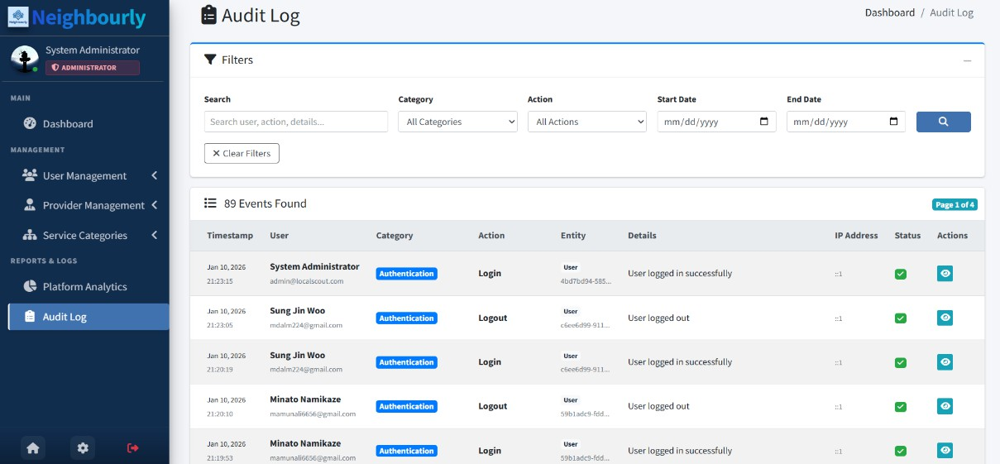 Neighbourly
Audit Log
Dashboard / Audit Log
System Administrator
ADMINISTRATOR
MAIN
Dashboard
MANAGEMENT
User Management
Provider Management
Service Categories
REPORTS & LOGS
Platform Analytics
Audit Log
Filters
Search Category Action Start Date End Date
Search user, action, details... All Categories All Actions mm/dd/yyyy mm/dd/yyyy
Clear Filters
89 Events Found Page 1 of 4
Timestamp User Category Action Entity Details IP Address Status Actions
Jan 10, 2026 System Administrator Authentication Login User User logged in successfully ::1
21:23:15 admin@localscout.com 4bd7bd94-585...
Jan 10, 2026 Sung Jin Woo Authentication Logout User User logged out ::1
21:23:05 mdalm224@gmail.com c6ee6d99-911...
Jan 10, 2026 Sung Jin Woo Authentication Login User User logged in successfully ::1
21:20:19 mdalm224@gmail.com c6ee6d99-911...
Jan 10, 2026 Minato Namikaze Authentication Logout User User logged out ::1
21:20:10 mamunali6656@gmail.com 59b1adc9-fdd...
Jan 10, 2026 Minato Namikaze Authentication Login User User logged in successfully ::1
21:19:53 mamunali6656@gmail.com 59b1adc9-fdd...